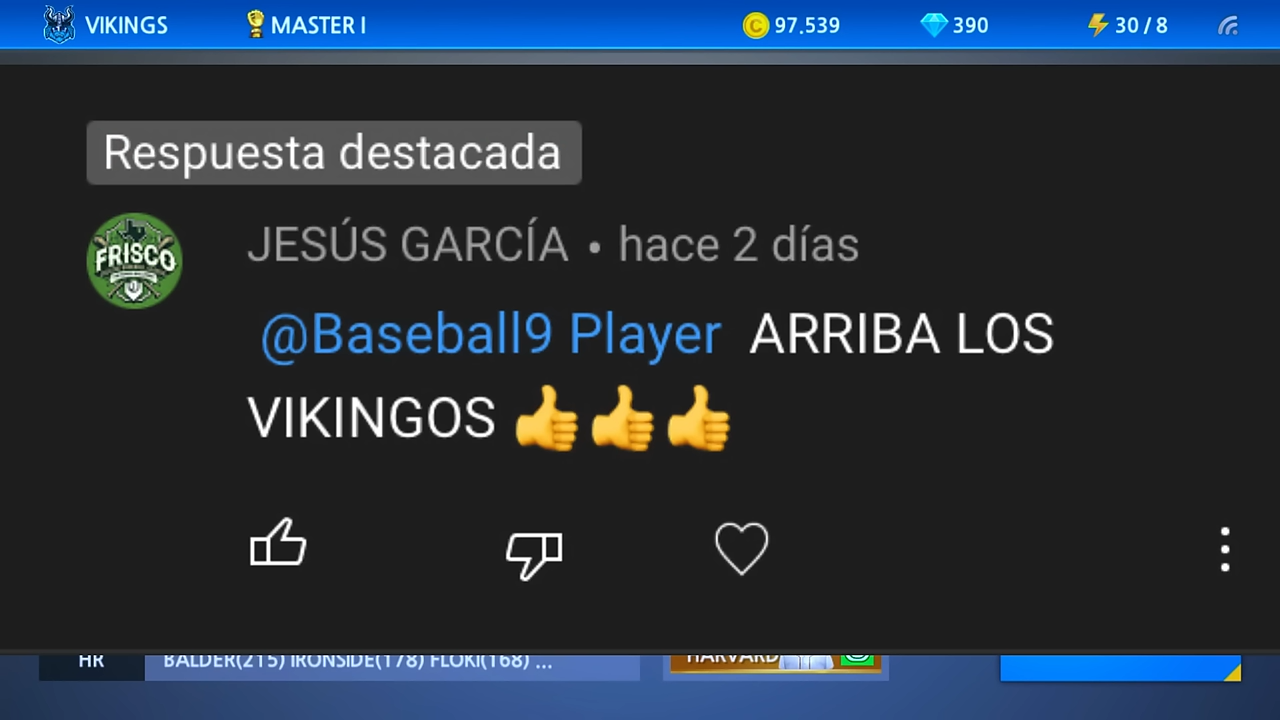 VIKINGS MASTER I 97.539 390 30 / 8
Respuesta destacada
FRISCO
JESÚS GARCÍA • hace 2 días
@Baseball9 Player ARRIBA LOS
VIKINGOS 👍👍👍
HR BALDER(215) IRONSIDE(178) FLOKI(168) ... HARVARD